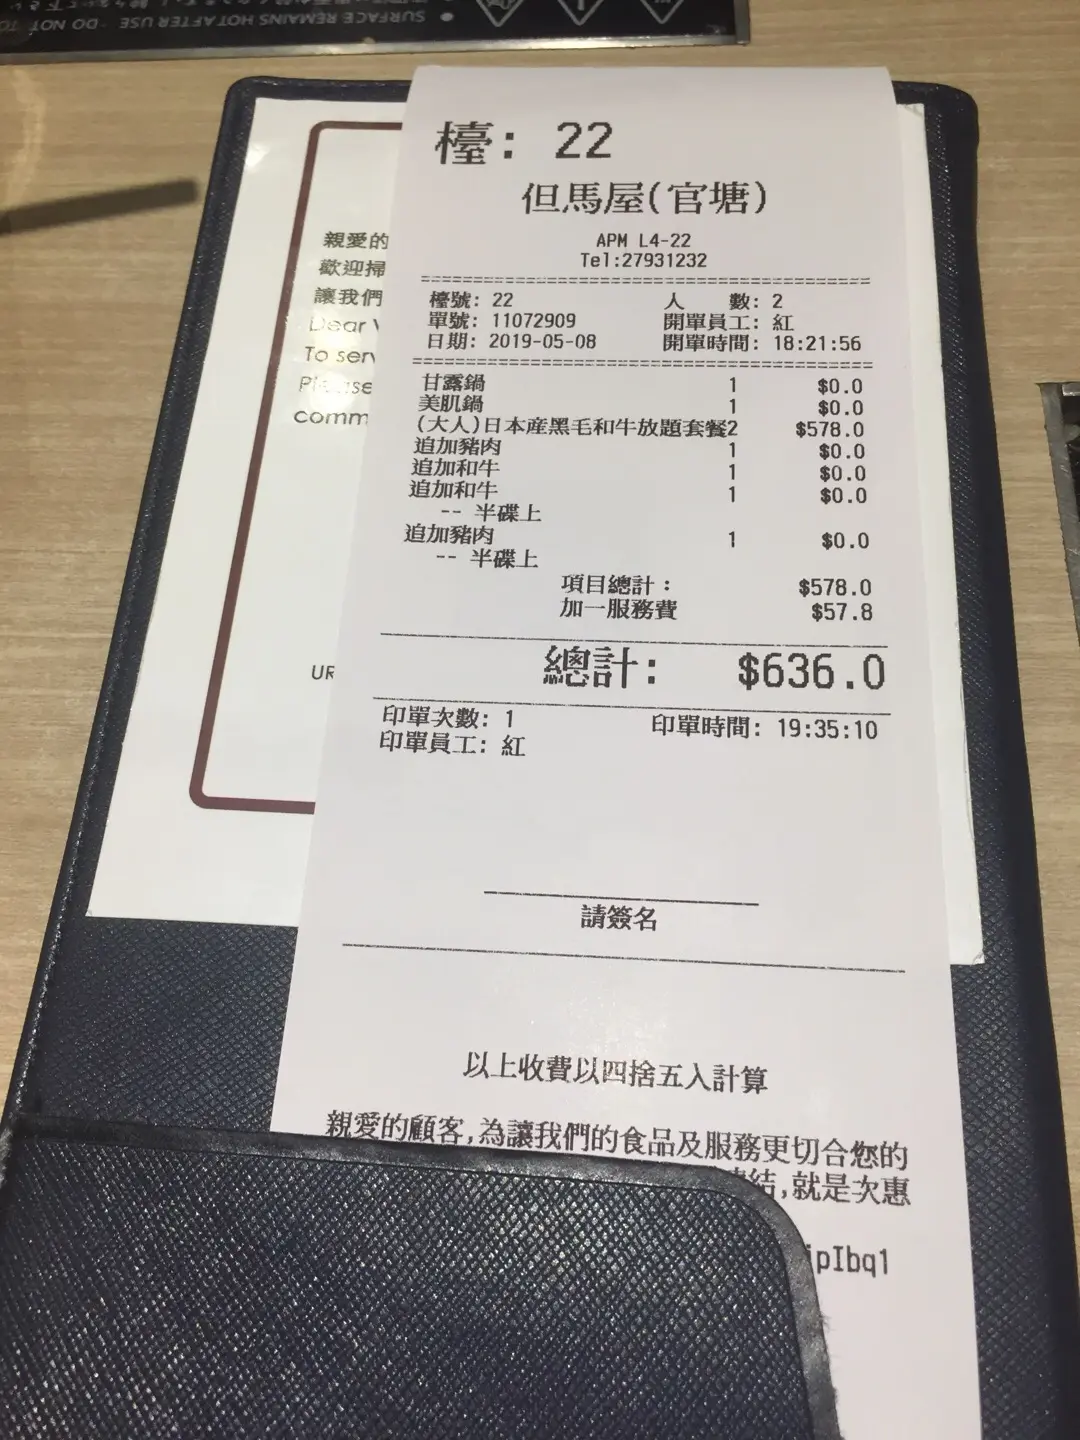 SURFACE REMAINS HOT AFTER USE - DO NOT TO
親愛的
歡迎掃
讓我們
Dear V
To serv
Please
comm
UR
檯: 22
但馬屋(官塘)
APM L4-22
Tel:27931232
檯號: 22 人 數: 2
單號: 11072909 開單員工: 紅
日期: 2019-05-08 開單時間: 18:21:56
甘露鍋 1 $0.0
美肌鍋 1 $0.0
(大人)日本産黑毛和牛放題套餐2 $578.0
追加豬肉 1 $0.0
追加和牛 1 $0.0
追加和牛 1 $0.0
-- 半碟上
追加豬肉 1 $0.0
-- 半碟上
項目總計: $578.0
加一服務費 $57.8
總計: $636.0
印單次數: 1 印單時間: 19:35:10
印單員工: 紅
請簽名
以上收費以四捨五入計算
親愛的顧客,為讓我們的食品及服務更切合您的
結,就是次惠
ipIbq1